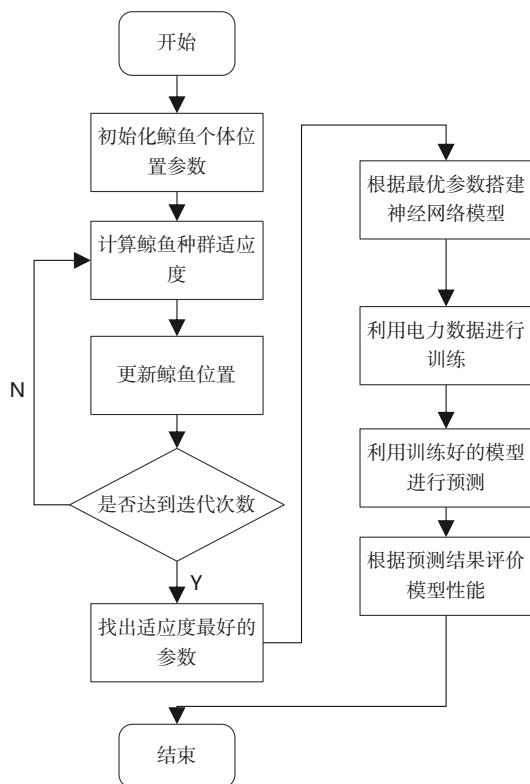 开始
初始化鲸鱼个体位
置参数
计算鲸鱼种群适应
度
更新鲸鱼位置
N
是否达到迭代次数
Y
找出适应度最好的
参数
根据最优参数搭建
神经网络模型
利用电力数据进行
训练
利用训练好的模型
进行预测
根据预测结果评价
模型性能
结束